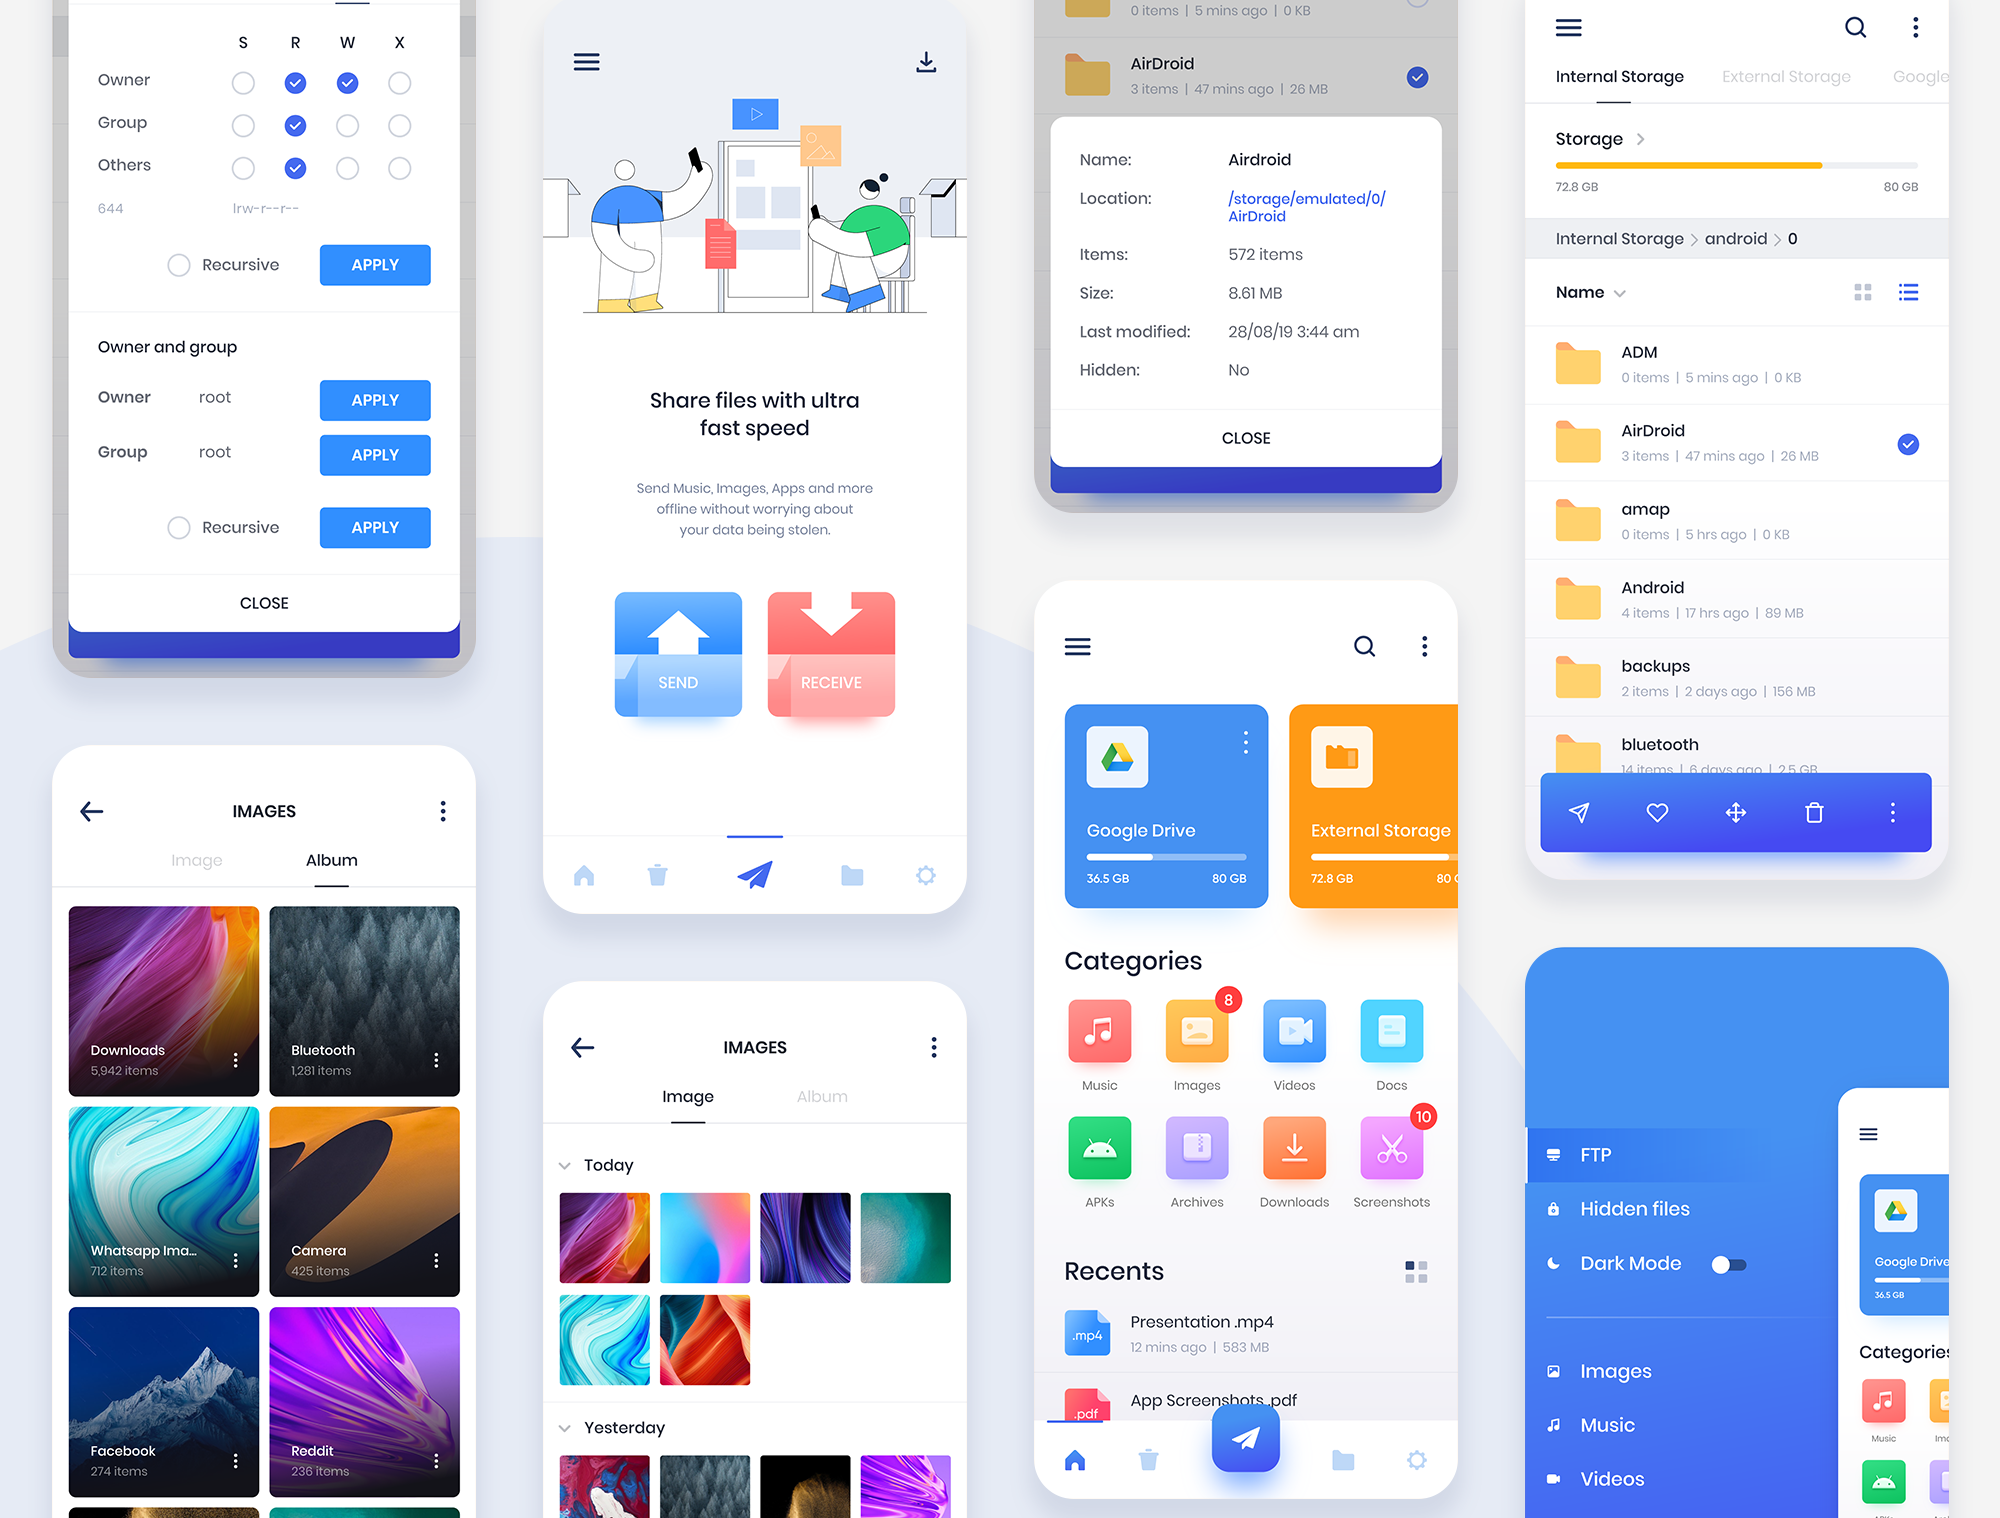 S R W X
Owner
Group
Others
644 lrw-r--r--
Recursive APPLY
Owner and group
Owner root APPLY
Group root APPLY
Recursive APPLY
CLOSE
IMAGES
Image Album
Downloads
5,942 items
Bluetooth
1,281 items
Whatsapp Ima...
712 items
Camera
425 items
Facebook
274 items
Reddit
236 items
Share files with ultra
fast speed
Send Music, Images, Apps and more
offline without worrying about
your data being stolen.
SEND RECEIVE
IMAGES
Image Album
Today
Yesterday
0 items | 5 mins ago | 0 KB
AirDroid
3 items | 47 mins ago | 26 MB
Name: Airdroid
Location: /storage/emulated/0/
AirDroid
Items: 572 items
Size: 8.61 MB
Last modified: 28/08/19 3:44 am
Hidden: No
CLOSE
Google Drive
36.5 GB 80 GB
External Storage
72.8 GB 80 G
Categories
8
Music Images Videos Docs
10
APKs Archives Downloads Screenshots
Recents
.mp4
Presentation .mp4
12 mins ago | 583 MB
.pdf
App Screenshots .pdf
Internal Storage External Storage Google
Storage
72.8 GB 80 GB
Internal Storage > android > 0
Name
ADM
0 items | 5 mins ago | 0 KB
AirDroid
3 items | 47 mins ago | 26 MB
amap
0 items | 5 hrs ago | 0 KB
Android
4 items | 17 hrs ago | 89 MB
backups
2 items | 2 days ago | 156 MB
bluetooth
14 items | 6 days ago | 2.5 GB
FTP
Hidden files
Dark Mode
Images
Music
Videos
Google Drive
36.5 GB
Categories
Music Ima